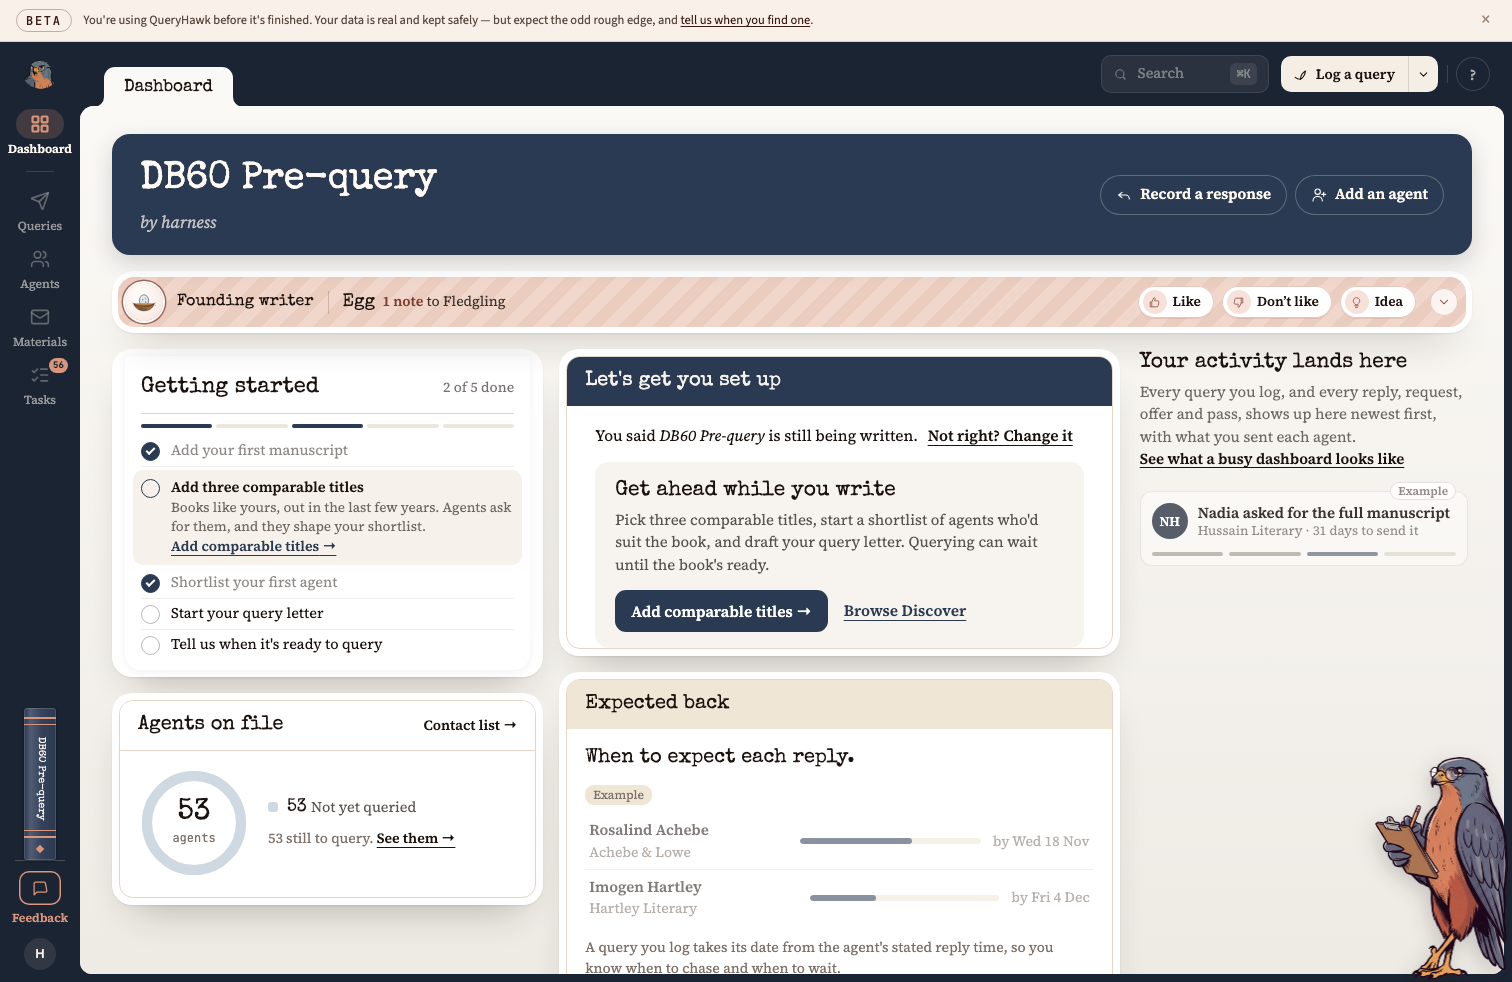 BETA
You're using QueryHawk before it's finished. Your data is real and kept safely — but expect the odd rough edge, and tell us when you find one.
×
Dashboard
Search
⌘K
Log a query
?
Dashboard
Queries
Agents
Materials
56
Tasks
DB60 Pre-query
Feedback
H
DB60 Pre-query
by harness
Record a response
Add an agent
Founding writer
Egg 1 note to Fledgling
Like
Don't like
Idea
Getting started
2 of 5 done
Add your first manuscript
Add three comparable titles
Books like yours, out in the last few years. Agents ask
for them, and they shape your shortlist.
Add comparable titles →
Shortlist your first agent
Start your query letter
Tell us when it's ready to query
Agents on file
Contact list →
53
agents
53 Not yet queried
53 still to query. See them →
Let's get you set up
You said DB60 Pre-query is still being written. Not right? Change it
Get ahead while you write
Pick three comparable titles, start a shortlist of agents who'd
suit the book, and draft your query letter. Querying can wait
until the book's ready.
Add comparable titles →
Browse Discover
Expected back
When to expect each reply.
Example
Rosalind Achebe
Achebe & Lowe
by Wed 18 Nov
Imogen Hartley
Hartley Literary
by Fri 4 Dec
A query you log takes its date from the agent's stated reply time, so you
know when to chase and when to wait.
Your activity lands here
Every query you log, and every reply, request,
offer and pass, shows up here newest first,
with what you sent each agent.
See what a busy dashboard looks like
Example
NH
Nadia asked for the full manuscript
Hussain Literary · 31 days to send it